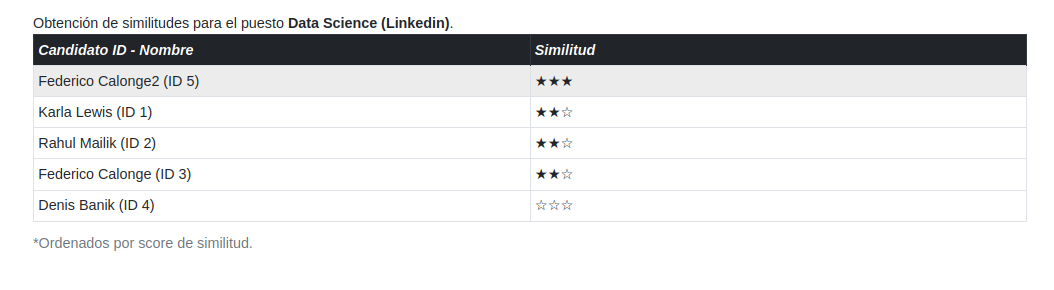 Obtención de similitudes para el puesto Data Science (Linkedin).
Candidato ID - Nombre Similitud
Federico Calonge2 (ID 5) ★★★
Karla Lewis (ID 1) ★★☆
Rahul Mailik (ID 2) ★★☆
Federico Calonge (ID 3) ★★☆
Denis Banik (ID 4) ☆☆☆
*Ordenados por score de similitud.